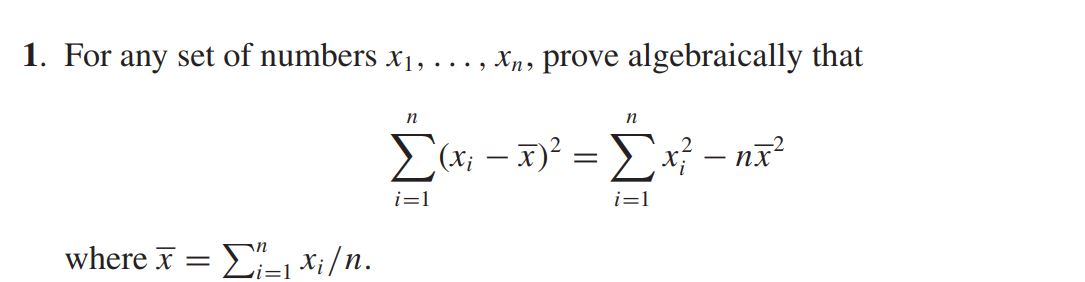 1. For any set of numbers x₁, . . . , xₙ, prove algebraically that
∑ᵢ₌₁ⁿ (xᵢ − x̅)² = ∑ᵢ₌₁ⁿ xᵢ² − nx̅²
where x̅ = ∑ᵢ₌₁ⁿ xᵢ/n.